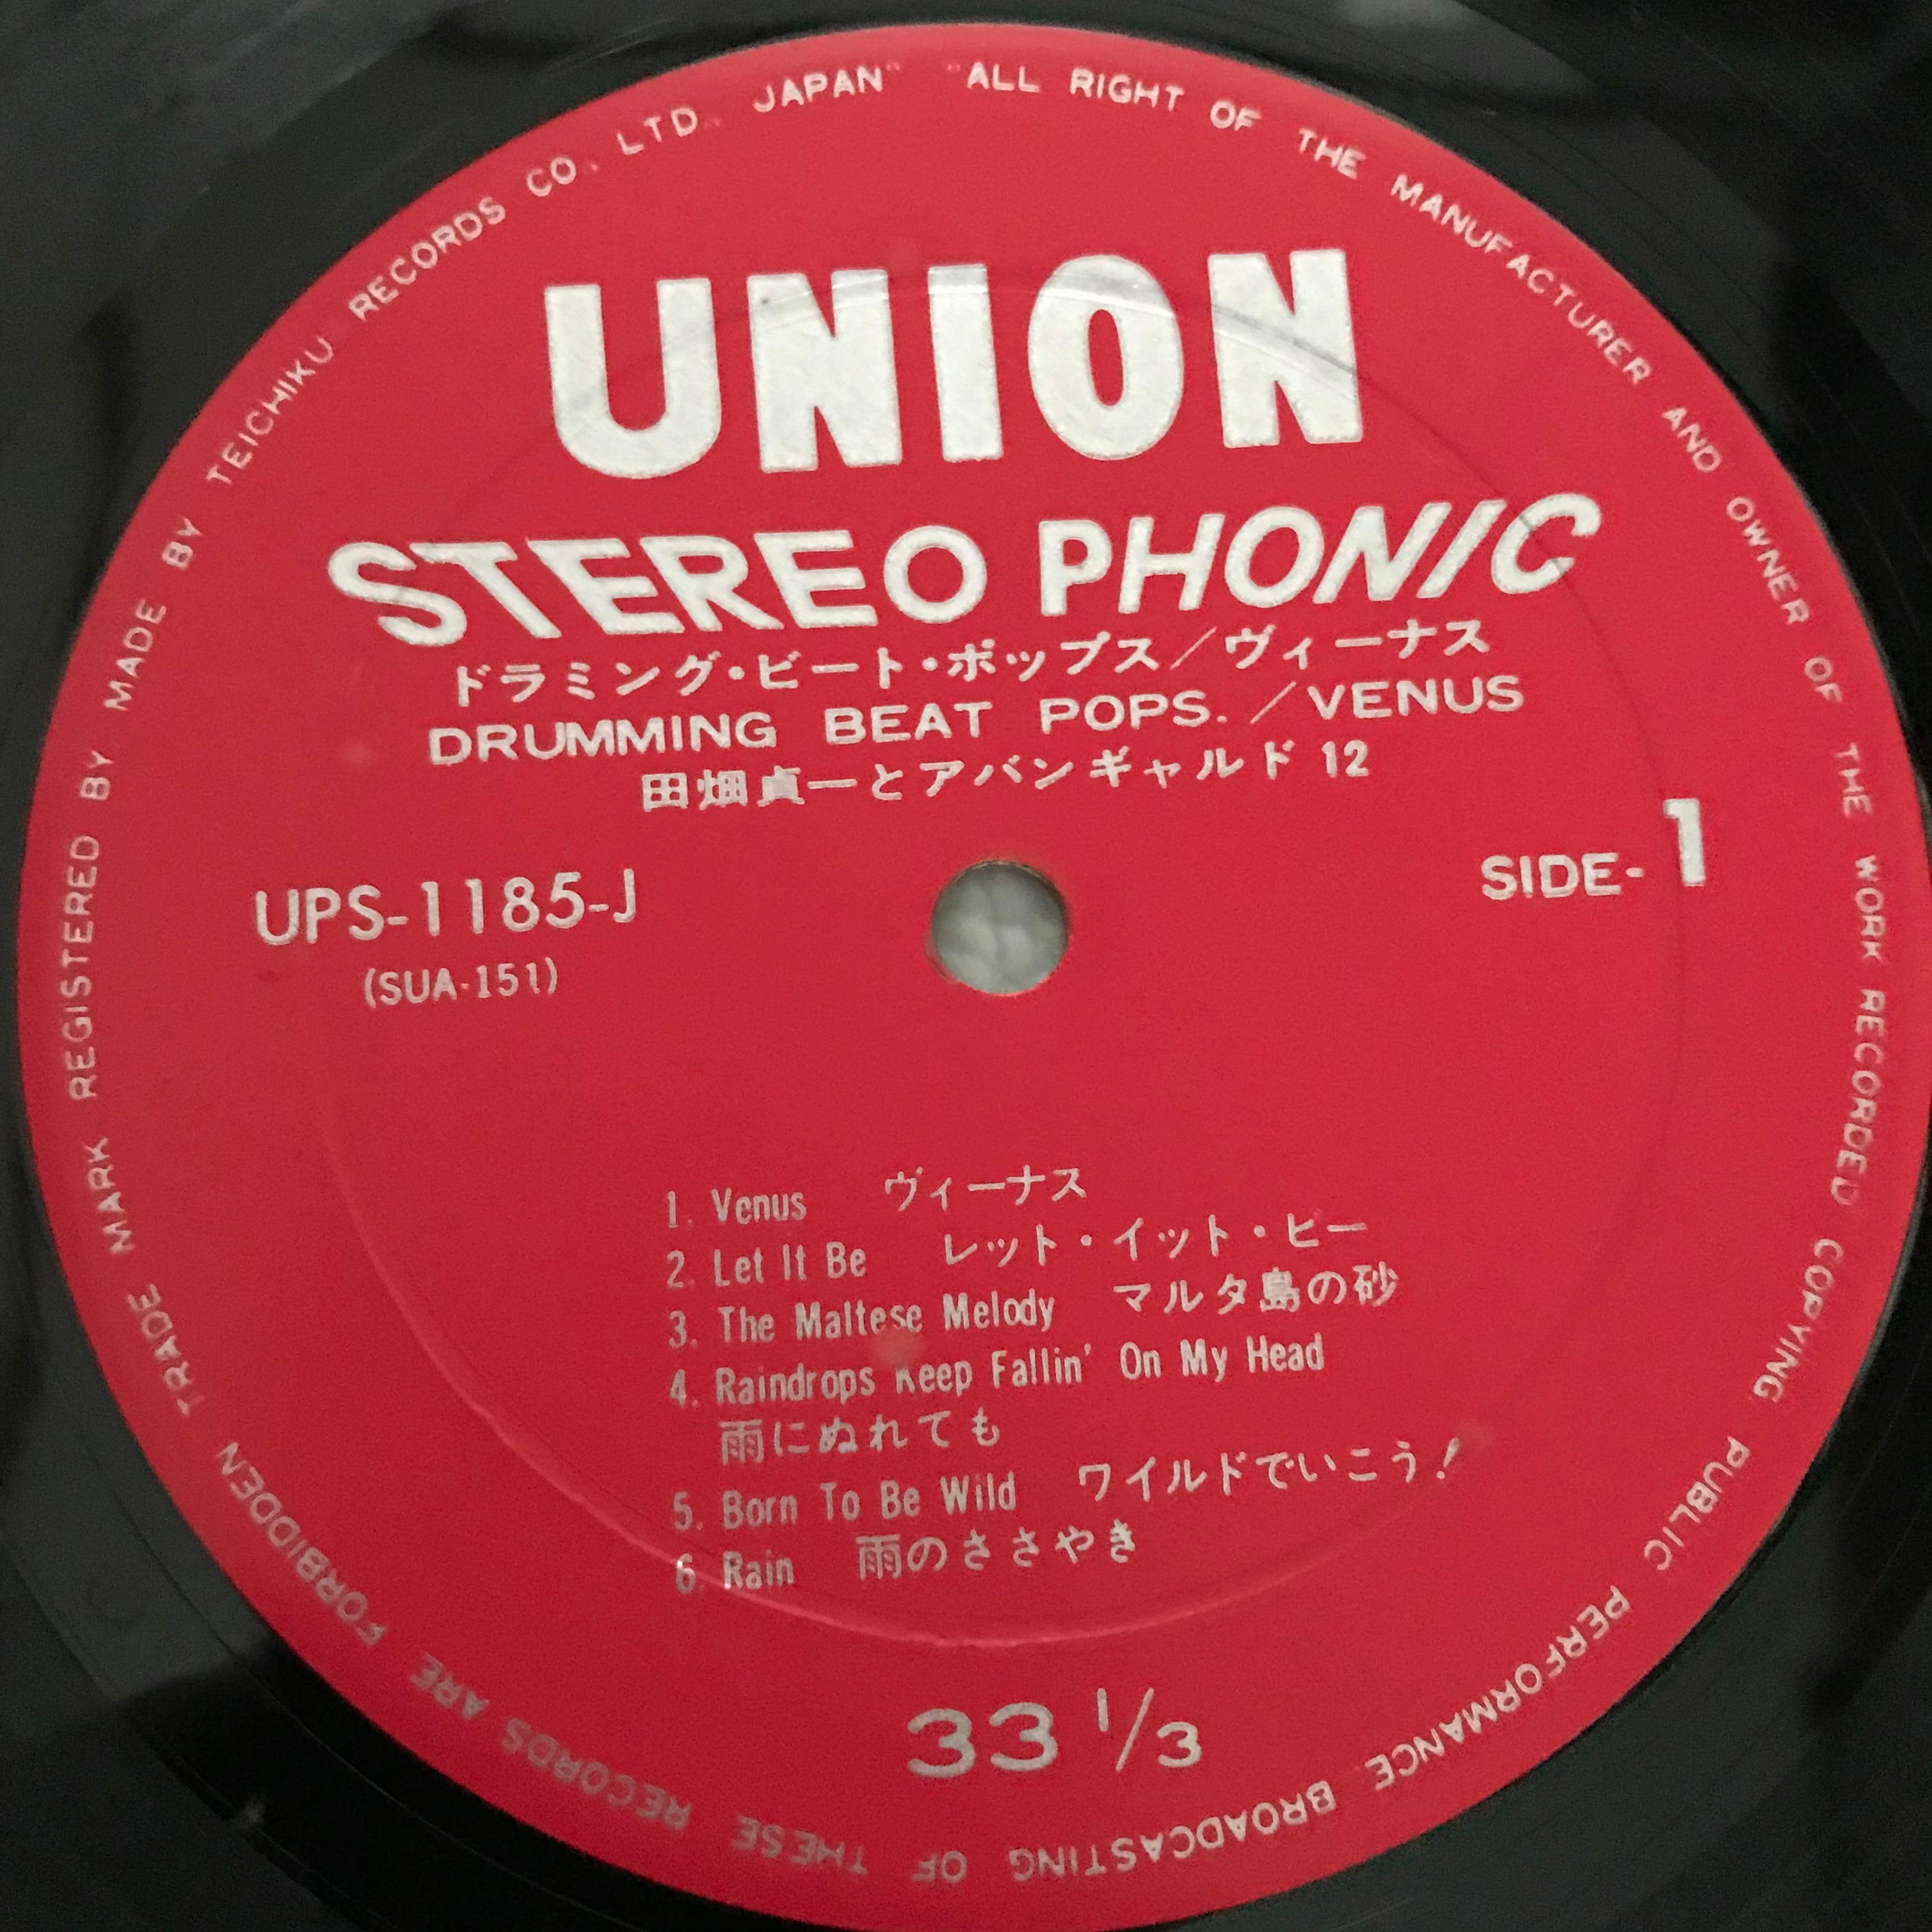 UNION
STEREO PHONIC
ドラミング・ビート・ポップス／ヴィーナス
DRUMMING BEAT POPS.／VENUS
田畑貞一とアバンギャルド 12
UPS-1185-J
(SUA-151)
SIDE-1
1. Venus ヴィーナス
2. Let It Be レット・イット・ビー
3. The Maltese Melody マルタ島の砂
4. Raindrops Keep Fallin' On My Head
雨にぬれても
5. Born To Be Wild ワイルドでいこう！
6. Rain 雨のささやき
33 1/3
TRADE MARK REGISTERED BY MADE BY TEICHIKU RECORDS CO., LTD., JAPAN" "ALL RIGHT OF THE MANUFACTURER AND OWNER OF THE WORK RECORDED COPYING PUBLIC PERFORMANCE BROADCASTING OF THESE RECORDS ARE FORBIDDEN